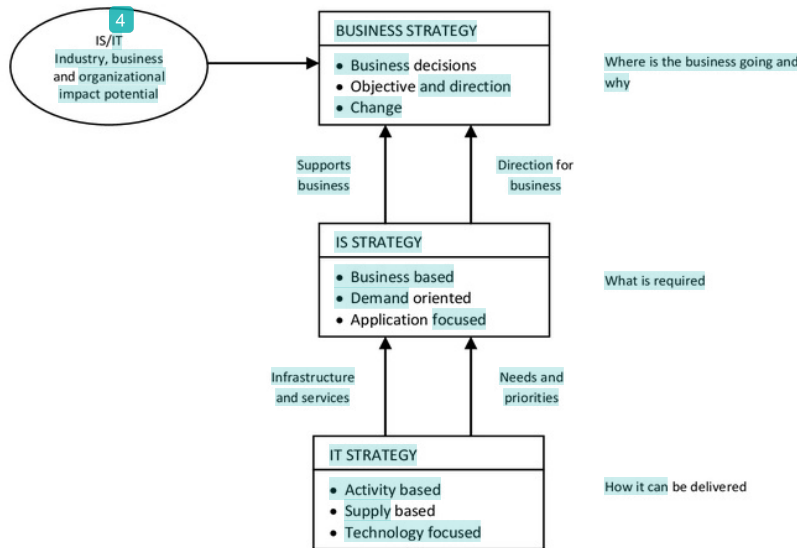 4
IS/IT
Industry, business
and organizational
impact potential
BUSINESS STRATEGY
• Business decisions
• Objective and direction
• Change
Where is the business going and
why
Supports
business
Direction for
business
IS STRATEGY
• Business based
• Demand oriented
• Application focused
What is required
Infrastructure
and services
Needs and
priorities
IT STRATEGY
• Activity based
• Supply based
• Technology focused
How it can be delivered